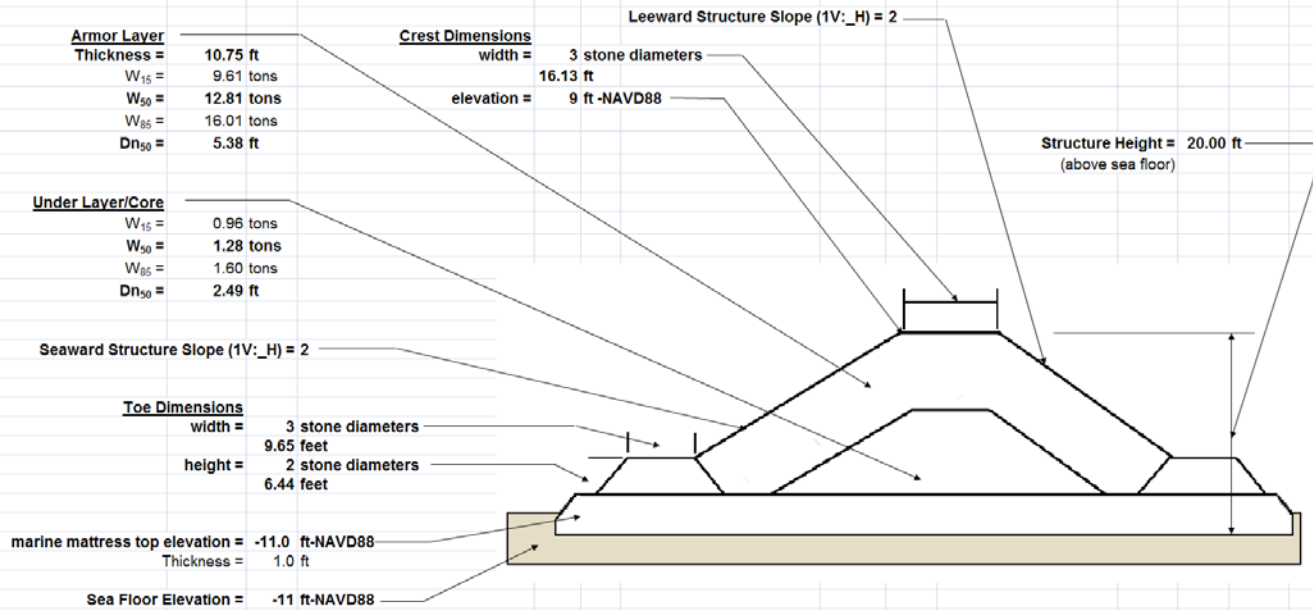 Leeward Structure Slope (1V:_H) = 2
Armor Layer
Thickness = 10.75 ft
W15 = 9.61 tons
W50 = 12.81 tons
W85 = 16.01 tons
Dn50 = 5.38 ft
Crest Dimensions
width = 3 stone diameters
16.13 ft
elevation = 9 ft -NAVD88
Structure Height = 20.00 ft
(above sea floor)
Under Layer/Core
W15 = 0.96 tons
W50 = 1.28 tons
W85 = 1.60 tons
Dn50 = 2.49 ft
Seaward Structure Slope (1V:_H) = 2
Toe Dimensions
width = 3 stone diameters
9.65 feet
height = 2 stone diameters
6.44 feet
marine mattress top elevation = -11.0 ft-NAVD88
Thickness = 1.0 ft
Sea Floor Elevation = -11 ft-NAVD88